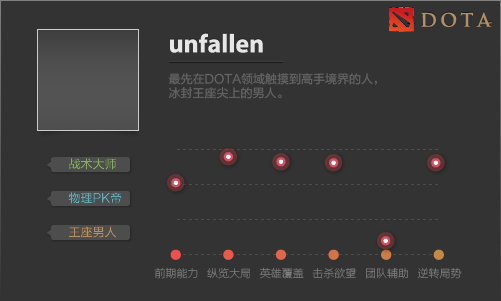 DOTA
unfallen
最先在DOTA领域触摸到高手境界的人，
冰封王座尖上的男人。
战术大师
物理PK帝
王座男人
前期能力 纵览大局 英雄覆盖 击杀欲望 团队辅助 逆转局势